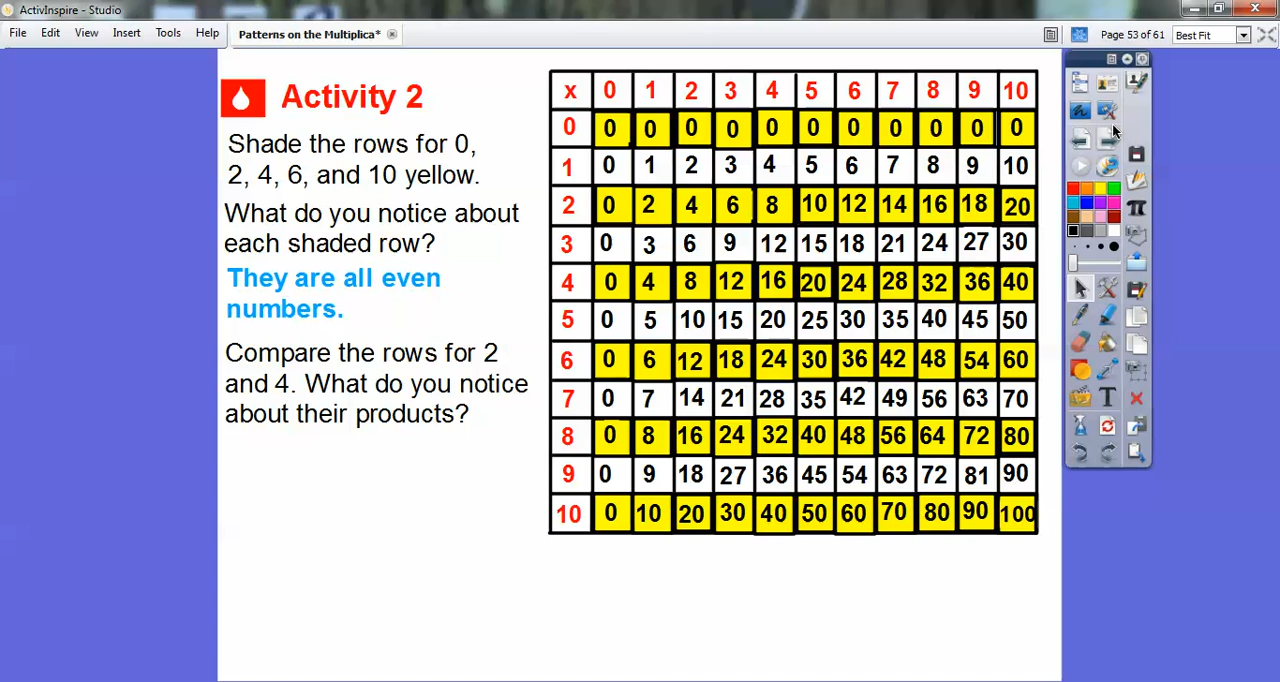 ActivInspire - Studio
File Edit View Insert Tools Help
Patterns on the Multiplica*
Page 53 of 61
Best Fit
Activity 2
Shade the rows for 0,
2, 4, 6, and 10 yellow.
What do you notice about
each shaded row?
They are all even
numbers.
Compare the rows for 2
and 4. What do you notice
about their products?
x 0 1 2 3 4 5 6 7 8 9 10
0 0 0 0 0 0 0 0 0 0 0 0
1 0 1 2 3 4 5 6 7 8 9 10
2 0 2 4 6 8 10 12 14 16 18 20
3 0 3 6 9 12 15 18 21 24 27 30
4 0 4 8 12 16 20 24 28 32 36 40
5 0 5 10 15 20 25 30 35 40 45 50
6 0 6 12 18 24 30 36 42 48 54 60
7 0 7 14 21 28 35 42 49 56 63 70
8 0 8 16 24 32 40 48 56 64 72 80
9 0 9 18 27 36 45 54 63 72 81 90
10 0 10 20 30 40 50 60 70 80 90 100